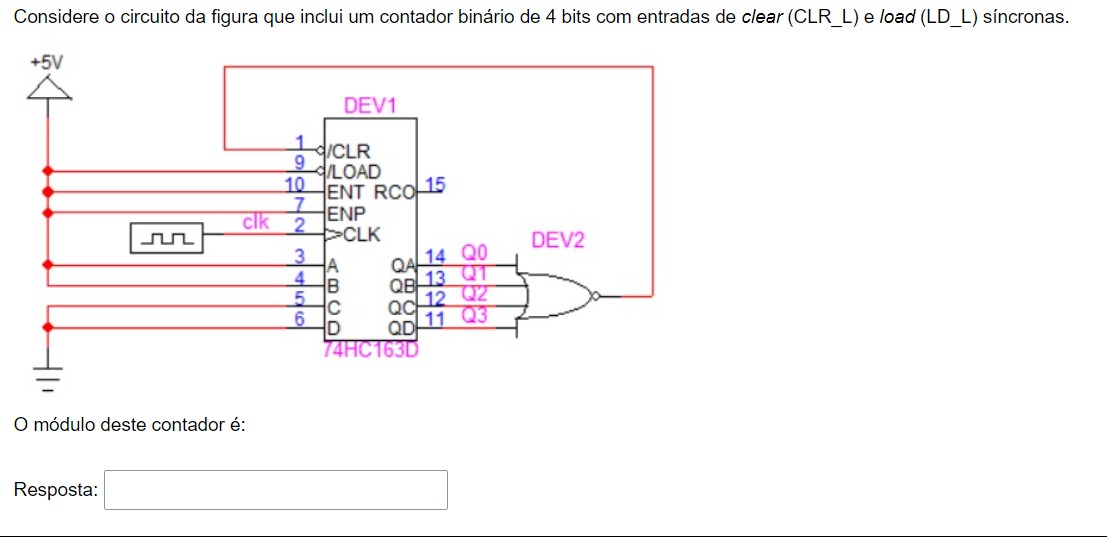 Considere o circuito da figura que inclui um contador binário de 4 bits com entradas de clear (CLR_L) e load (LD_L) síncronas.
+5V
DEV1
1 /CLR
9 /LOAD
10 ENT RCO 15
7 ENP
clk 2 CLK
DEV2
3 A QA 14 Q0
4 B QB 13 Q1
5 C QC 12 Q2
6 D QD 11 Q3
74HC163D
O módulo deste contador é:
Resposta: